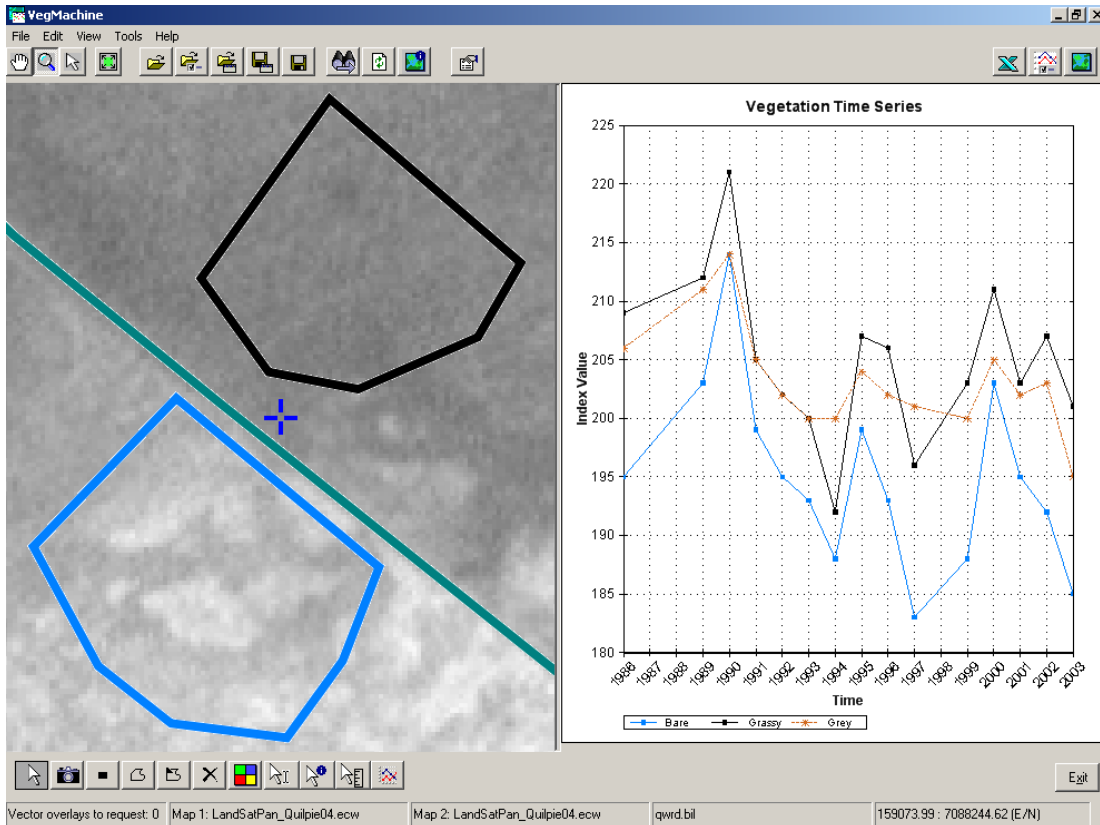 VegMachine
File Edit View Tools Help
Vegetation Time Series
225
220
215
210
205
200
195
190
185
180
Index Value
1986 1987 1988 1989 1990 1991 1992 1993 1994 1995 1996 1997 1998 1999 2000 2001 2002 2003
Time
Bare Grassy Grey
Exit
Vector overlays to request: 0 Map 1: LandSatPan_Quilpie04.ecw Map 2: LandSatPan_Quilpie04.ecw qwrd.bil 159073.99 : 7088244.62 (E/N)